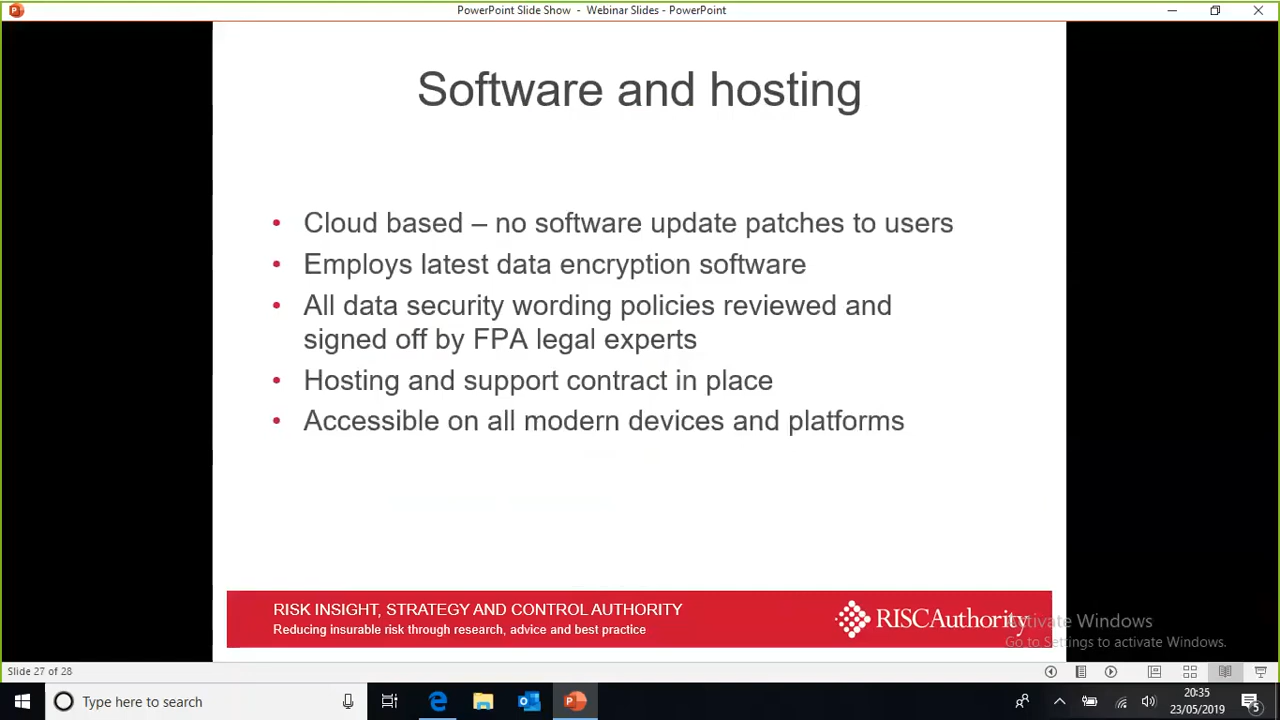 PowerPoint Slide Show - Webinar Slides - PowerPoint
Software and hosting
• Cloud based – no software update patches to users
• Employs latest data encryption software
• All data security wording policies reviewed and
signed off by FPA legal experts
• Hosting and support contract in place
• Accessible on all modern devices and platforms
RISK INSIGHT, STRATEGY AND CONTROL AUTHORITY
Reducing insurable risk through research, advice and best practice
RISCAuthority
Activate Windows
Go to Settings to activate Windows.
Slide 27 of 28
Type here to search
20:35
23/05/2019
5